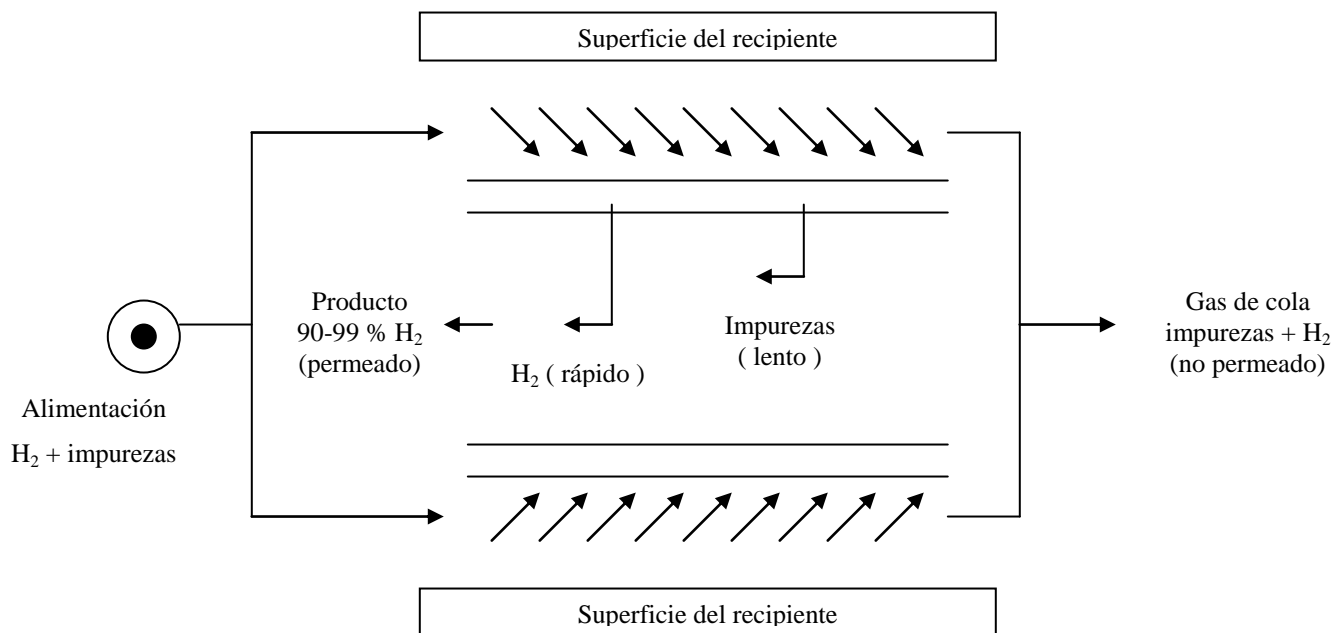 Superficie del recipiente
Producto
90-99 % H₂
(permeado)
H₂ ( rápido )
Impurezas
( lento )
Gas de cola
impurezas + H₂
(no permeado)
Alimentación
H₂ + impurezas
Superficie del recipiente